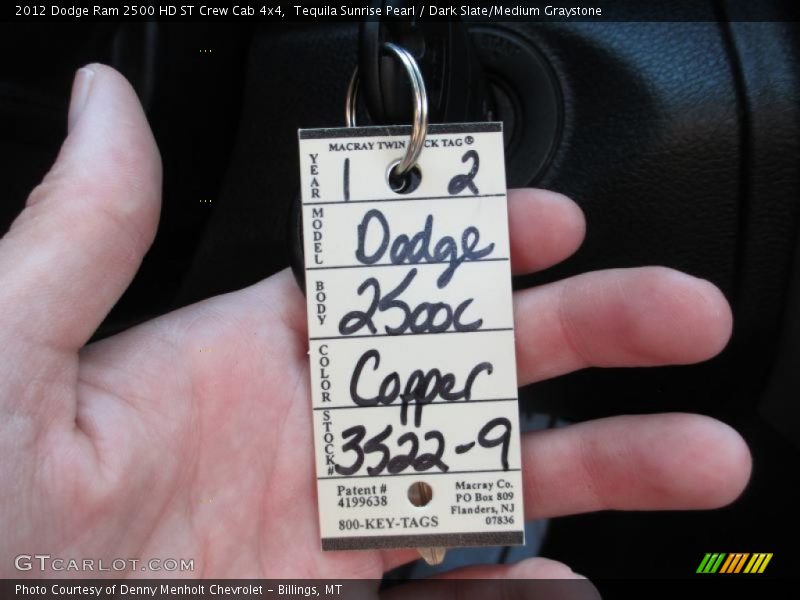 2012 Dodge Ram 2500 HD ST Crew Cab 4x4, Tequila Sunrise Pearl / Dark Slate/Medium Graystone
MACRAY TWIN CK TAG®
YEAR 1 2
MODEL Dodge
BODY 2500C
COLOR Copper
STOCK# 3522-9
Patent #
4199638
800-KEY-TAGS
Macray Co.
PO Box 809
Flanders, NJ
07836
GTCARLOT.COM
Photo Courtesy of Denny Menholt Chevrolet - Billings, MT